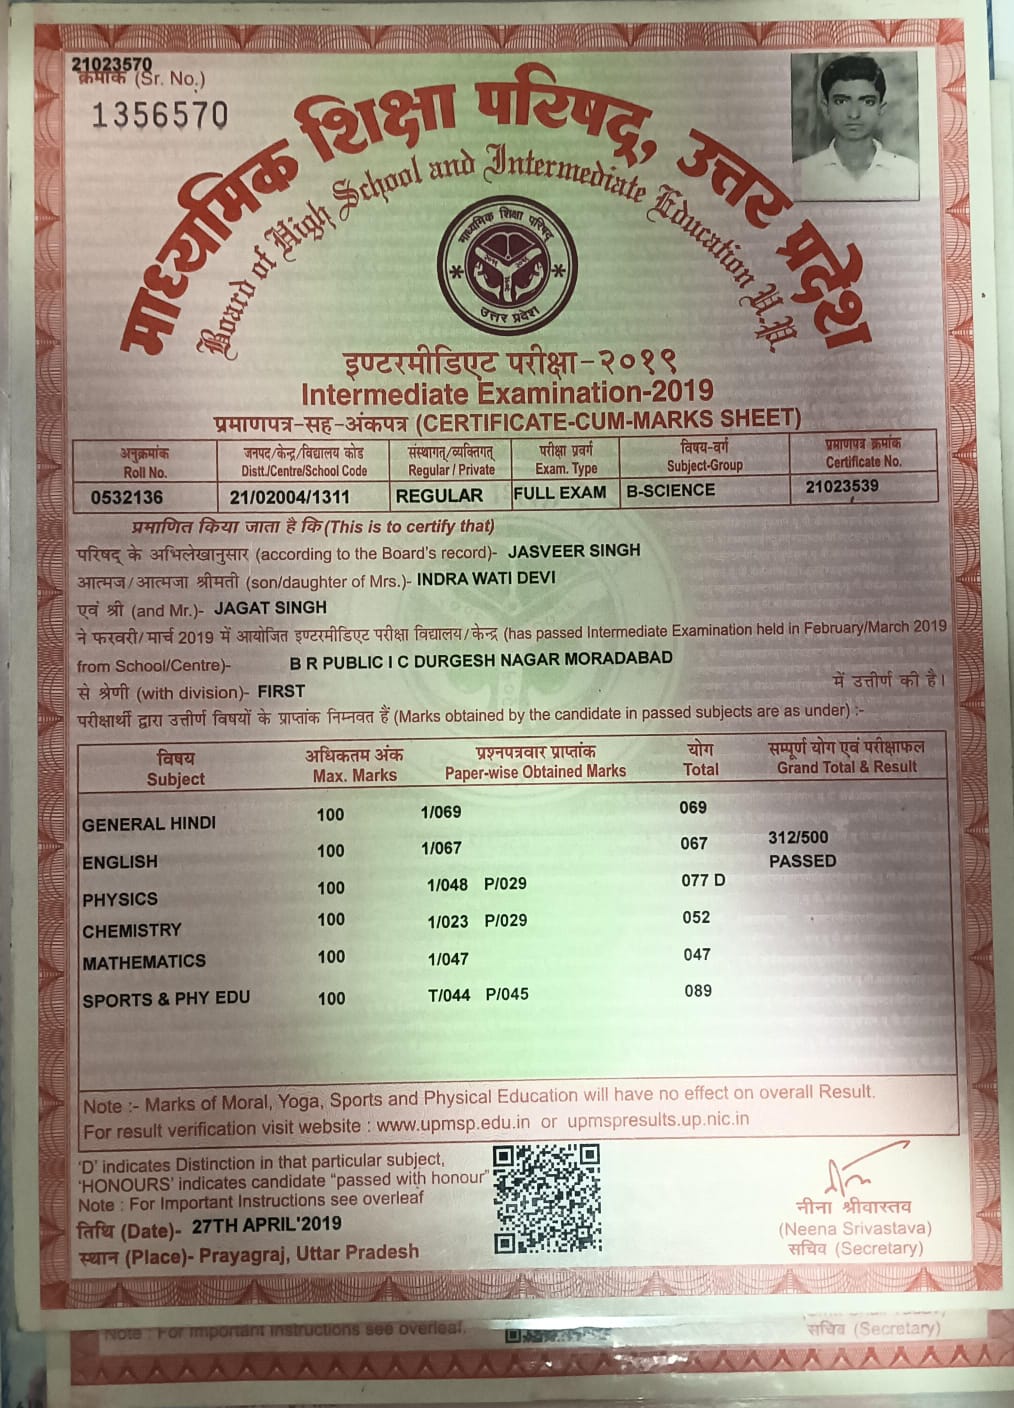 21023570
क्रमांक (Sr. No.)
1356570
माध्यमिक शिक्षा परिषद्, उत्तर प्रदेश
Board of High School and Intermediate Education U.P.
माध्यमिक शिक्षा परिषद्
उत्तर प्रदेश
इण्टरमीडिएट परीक्षा-२०१९
Intermediate Examination-2019
प्रमाणपत्र-सह-अंकपत्र (CERTIFICATE-CUM-MARKS SHEET)
अनुक्रमांक जनपद/केन्द्र/विद्यालय कोड संस्थागत्/व्यक्तिगत् परीक्षा प्रवर्ग विषय-वर्ग प्रमाणपत्र क्रमांक
Roll No. Distt./Centre/School Code Regular / Private Exam. Type Subject-Group Certificate No.
0532136 21/02004/1311 REGULAR FULL EXAM B-SCIENCE 21023539
प्रमाणित किया जाता है कि (This is to certify that)
परिषद् के अभिलेखानुसार (according to the Board's record)- JASVEER SINGH
आत्मज/आत्मजा श्रीमती (son/daughter of Mrs.)- INDRA WATI DEVI
एवं श्री (and Mr.)- JAGAT SINGH
ने फरवरी/मार्च 2019 में आयोजित इण्टरमीडिएट परीक्षा विद्यालय/केन्द्र (has passed Intermediate Examination held in February/March 2019
from School/Centre)- B R PUBLIC I C DURGESH NAGAR MORADABAD
से श्रेणी (with division)- FIRST में उत्तीर्ण की है।
परीक्षार्थी द्वारा उत्तीर्ण विषयों के प्राप्तांक निम्नवत हैं (Marks obtained by the candidate in passed subjects are as under) :-
विषय अधिकतम अंक प्रश्नपत्रवार प्राप्तांक योग सम्पूर्ण योग एवं परीक्षाफल
Subject Max. Marks Paper-wise Obtained Marks Total Grand Total & Result
GENERAL HINDI 100 1/069 069
312/500
ENGLISH 100 1/067 067 PASSED
PHYSICS 100 1/048 P/029 077 D
CHEMISTRY 100 1/023 P/029 052
MATHEMATICS 100 1/047 047
SPORTS & PHY EDU 100 T/044 P/045 089
Note :- Marks of Moral, Yoga, Sports and Physical Education will have no effect on overall Result.
For result verification visit website : www.upmsp.edu.in or upmspresults.up.nic.in
'D' indicates Distinction in that particular subject,
'HONOURS' indicates candidate "passed with honour"
Note : For Important Instructions see overleaf
तिथि (Date)- 27TH APRIL'2019
स्थान (Place)- Prayagraj, Uttar Pradesh
नीना श्रीवास्तव
(Neena Srivastava)
सचिव (Secretary)
Note : For Important Instructions see overleaf.
सचिव (Secretary)